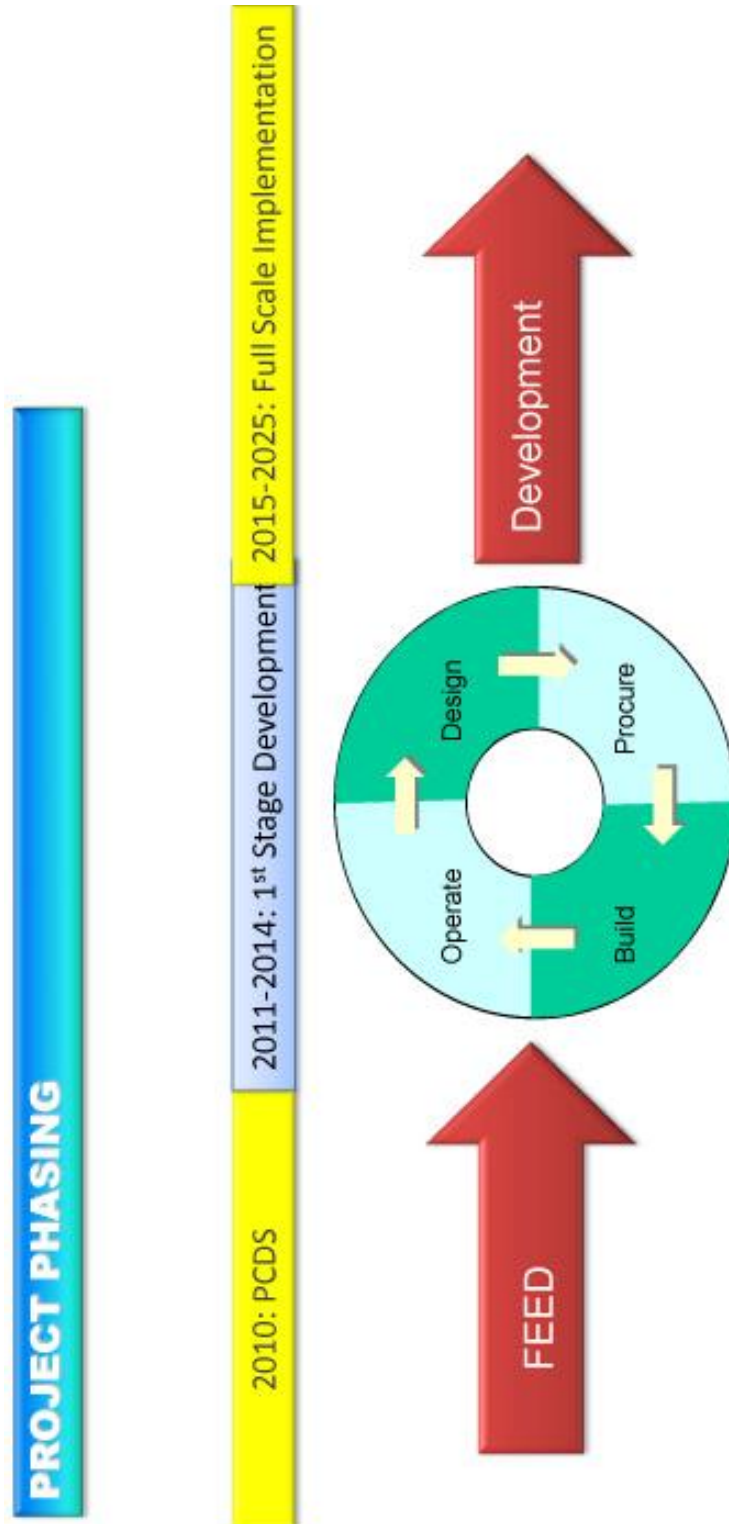 PROJECT PHASING
2010: PCDS
2011-2014: 1st Stage Development
2015-2025: Full Scale Implementation
FEED
Operate
Design
Build
Procure
Development